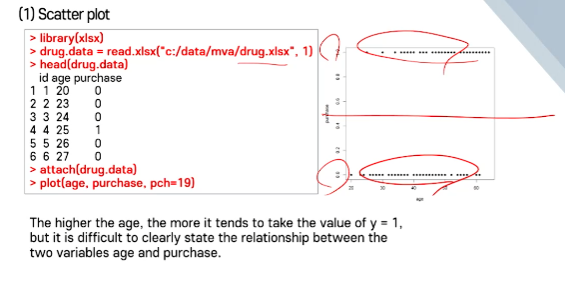 (1) Scatter plot
> library(xlsx)
> drug.data = read.xlsx("c:/data/mva/drug.xlsx", 1)
> head(drug.data)
id age purchase
1 1 20 0
2 2 23 0
3 3 24 0
4 4 25 1
5 5 26 0
6 6 27 0
> attach(drug.data)
> plot(age, purchase, pch=19)
purchase
0.8
0.6
0.4
0.2
0.0
20 30 40 50 60
age
The higher the age, the more it tends to take the value of y = 1,
but it is difficult to clearly state the relationship between the
two variables age and purchase.